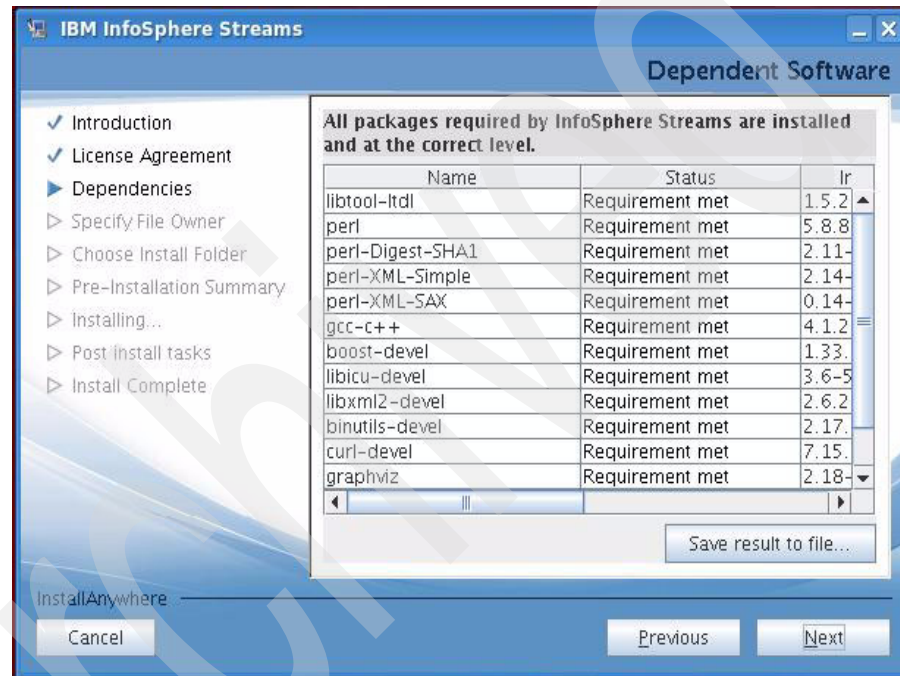 IBM InfoSphere Streams
Dependent Software
Introduction
License Agreement
Dependencies
Specify File Owner
Choose Install Folder
Pre-Installation Summary
Installing...
Post install tasks
Install Complete
All packages required by InfoSphere Streams are installed
and at the correct level.
Name Status Ir
libtool-ltdl Requirement met 1.5.2
perl Requirement met 5.8.8
perl-Digest-SHA1 Requirement met 2.11-
perl-XML-Simple Requirement met 2.14-
perl-XML-SAX Requirement met 0.14-
gcc-c++ Requirement met 4.1.2
boost-devel Requirement met 1.33.
libicu-devel Requirement met 3.6-5
libxml2-devel Requirement met 2.6.2
binutils-devel Requirement met 2.17.
curl-devel Requirement met 7.15.
graphviz Requirement met 2.18-
Save result to file...
InstallAnywhere
Cancel Previous Next